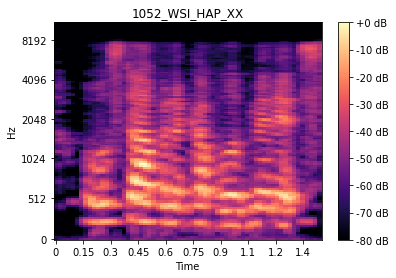 1052_WSI_HAP_XX
Hz
8192
4096
2048
1024
512
0
0 0.15 0.3 0.45 0.6 0.75 0.9 1.1 1.2 1.4
Time
+0 dB
-10 dB
-20 dB
-30 dB
-40 dB
-50 dB
-60 dB
-70 dB
-80 dB